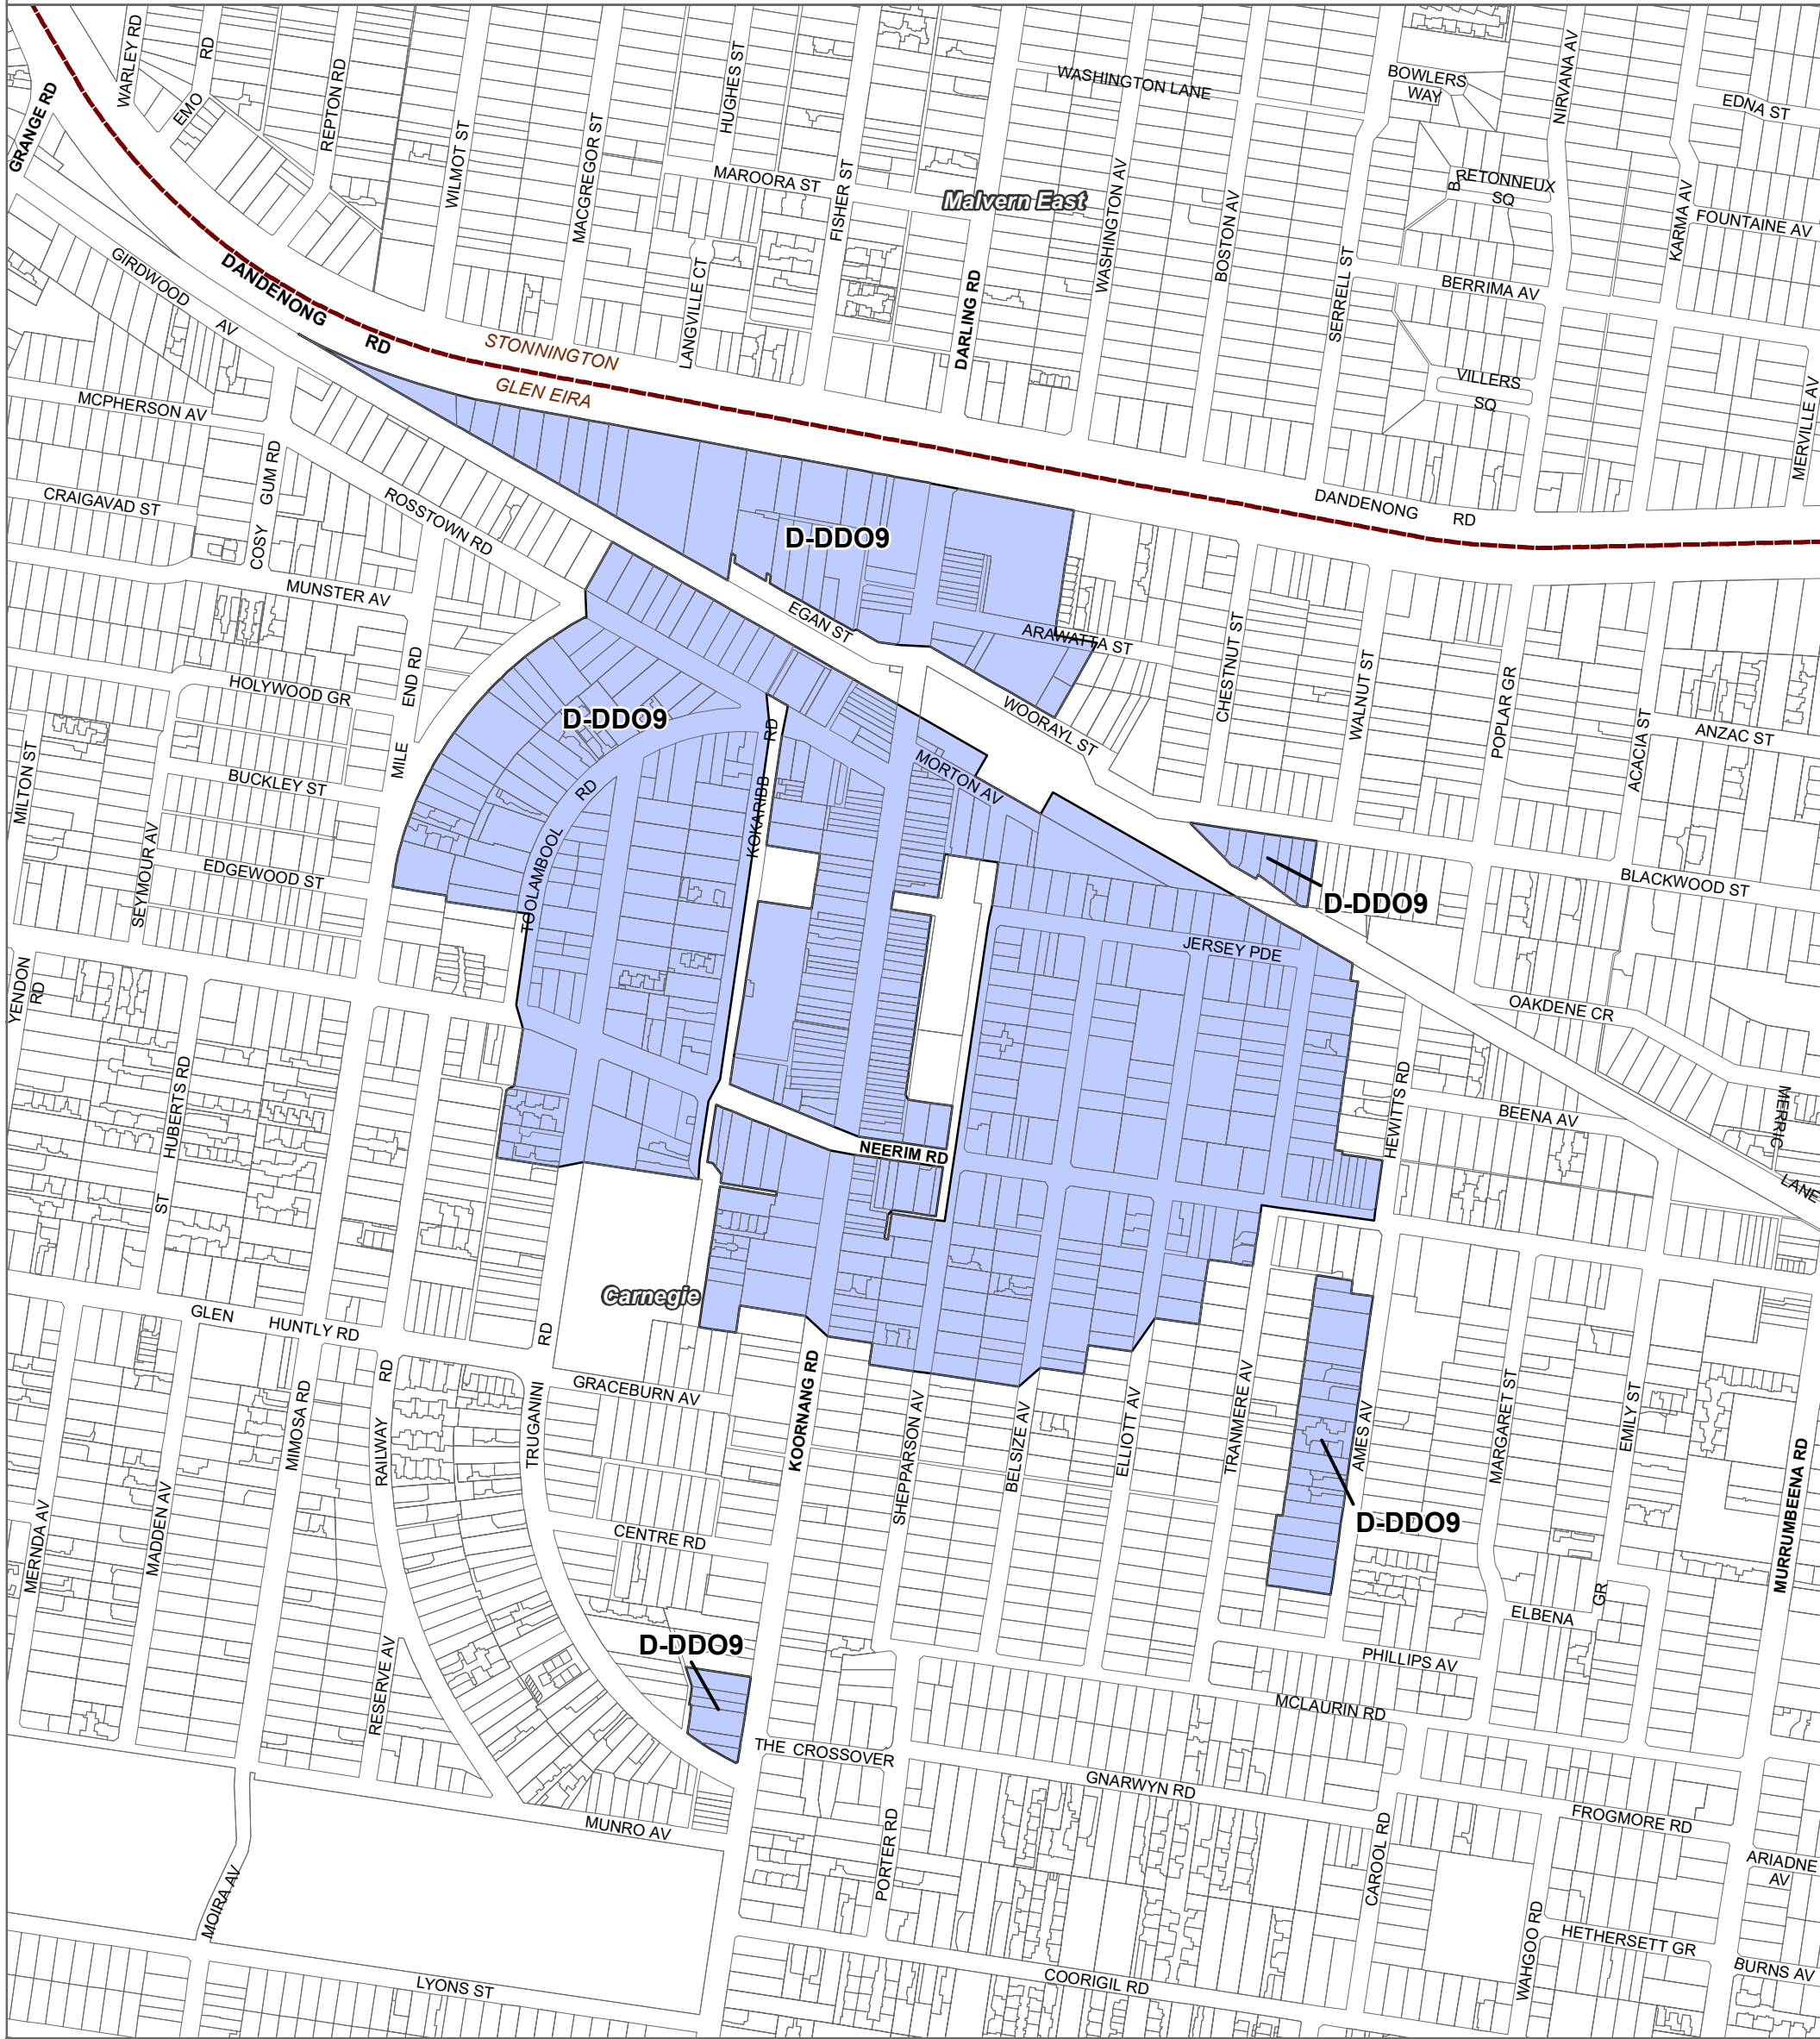 WARLEY RD
EMO
RD
REPTON RD
WILMOT ST
MACGREGOR ST
HUGHES ST
MAROORA ST
FISHER ST
Malvern East
WASHINGTON LANE
WASHINGTON AV
BOSTON AV
BOWLERS
WAY
NIRVANA AV
EDNA ST
B
RETONNEUX
SQ
KARMA AV
FOUNTAINE AV
BERRIMA AV
SERRELL ST
VILLERS
SQ
MERVILLE AV
GRANGE RD
GIRDWOOD
AV
DANDENONG
RD
STONNINGTON
GLEN EIRA
LANGVILLE CT
DARLING RD
DANDENONG
RD
MCPHERSON AV
CRAIGAVAD ST
COSY
GUM RD
ROSSTOWN RD
MUNSTER AV
D-DDO9
EGAN ST
ARAWATTA ST
WOORAYL ST
CHESTNUT ST
WALNUT ST
POPLAR GR
ACACIA ST
ANZAC ST
HOLYWOOD GR
MILE
END RD
D-DDO9
MILTON ST
BUCKLEY ST
SEYMOUR AV
EDGEWOOD ST
TOOLAMBOOL
RD
KOKARIBB
RD
MORTON AV
D-DDO9
BLACKWOOD ST
JERSEY PDE
OAKDENE CR
YENDON
RD
HUBERTS RD
ST
NEERIM RD
HEWITTS RD
BEENA AV
MERRIC
LANE
Carnegie
GLEN
HUNTLY RD
RAILWAY
RD
TRUGANINI
RD
GRACEBURN AV
KOORNANG RD
SHEPPARSON AV
BELSIZE AV
ELLIOTT AV
TRANMERE AV
AMES AV
D-DDO9
MARGARET ST
EMILY ST
MURRUMBEENA RD
MERNDA AV
MADDEN AV
MIMOSA RD
RESERVE AV
CENTRE RD
D-DDO9
ELBENA
GR
PHILLIPS AV
MCLAURIN RD
THE CROSSOVER
GNARWYN RD
MUNRO AV
MOIRA AV
PORTER RD
CAROOL RD
FROGMORE RD
ARIADNE
AV
WAHGOO RD
HETHERSETT GR
BURNS AV
LYONS ST
COORIGIL RD